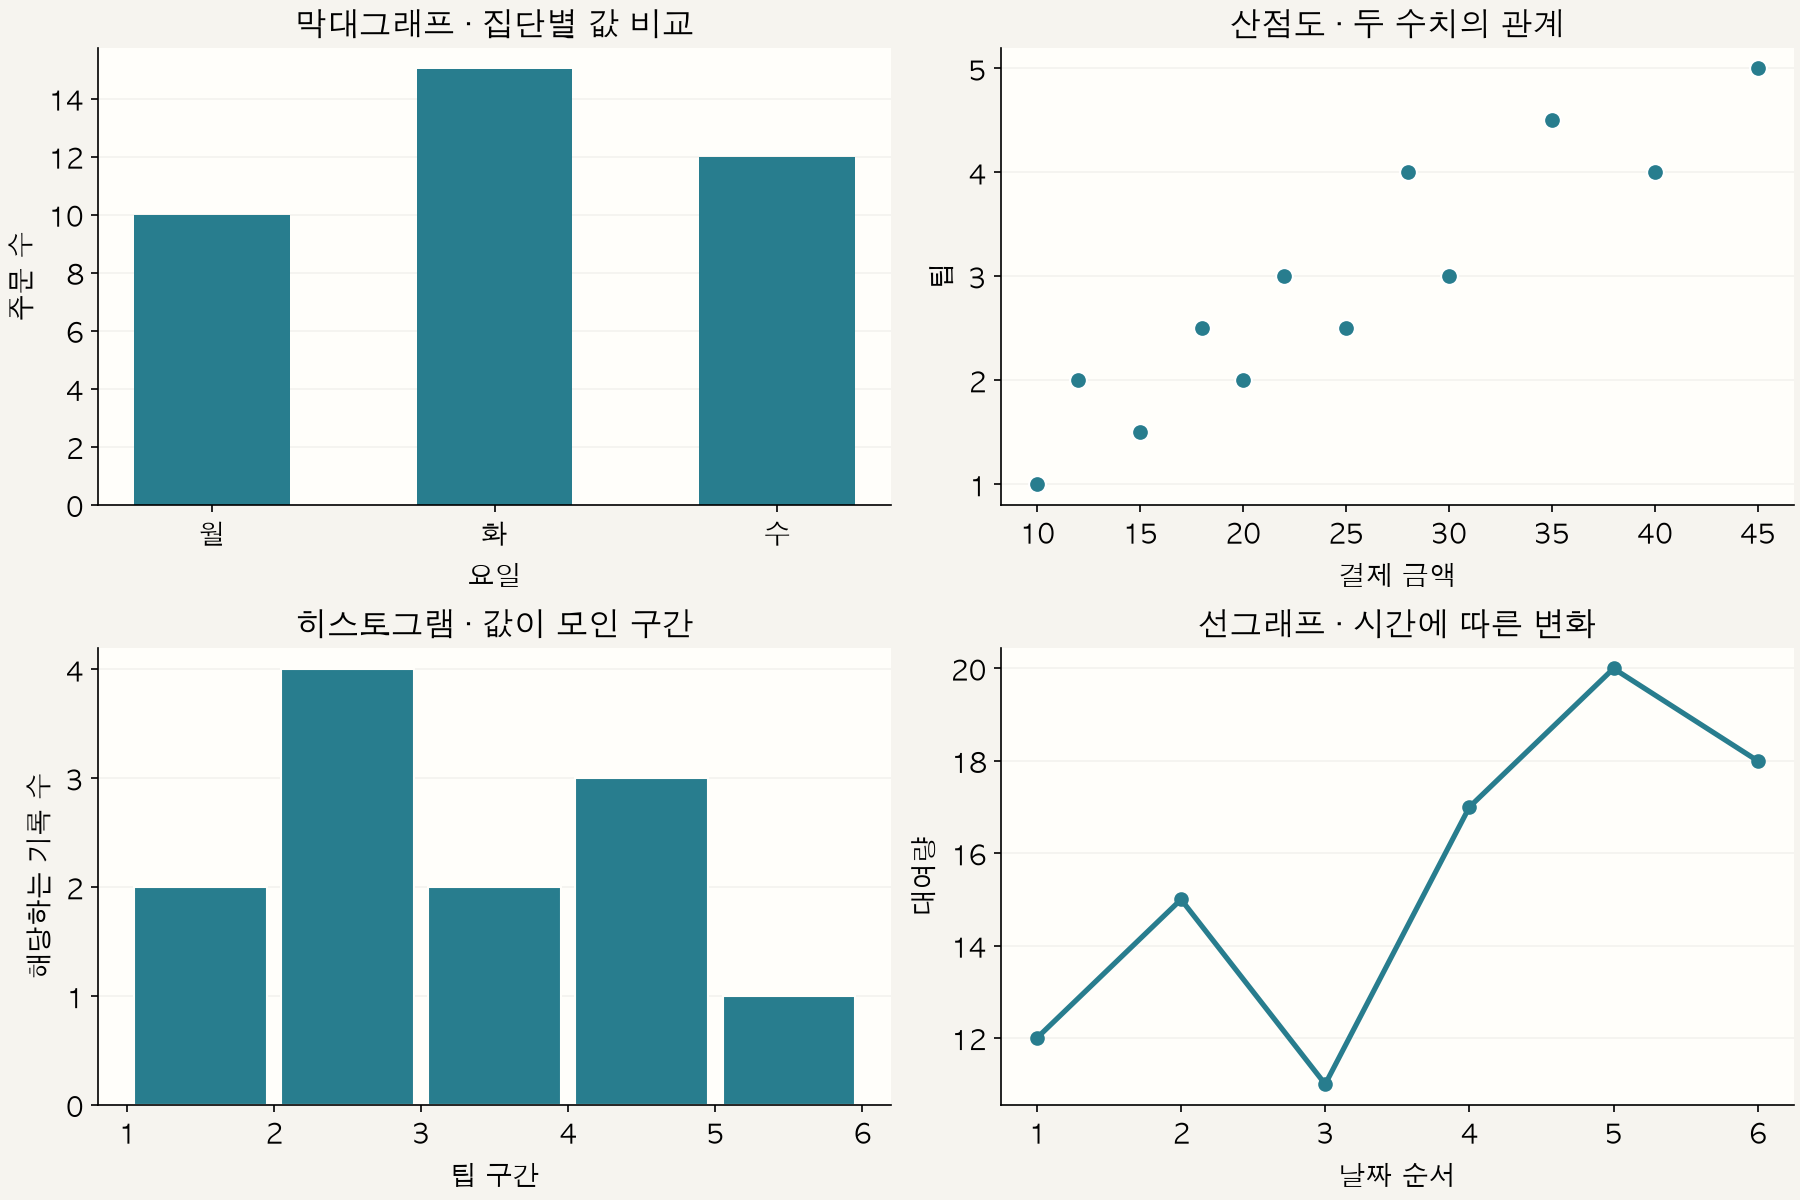 막대그래프 · 집단별 값 비교
주문 수
14
12
10
8
6
4
2
0
월 화 수
요일
산점도 · 두 수치의 관계
팁
5
4
3
2
1
10 15 20 25 30 35 40 45
결제 금액
히스토그램 · 값이 모인 구간
해당하는 기록 수
4
3
2
1
0
1 2 3 4 5 6
팁 구간
선그래프 · 시간에 따른 변화
대여량
20
18
16
14
12
1 2 3 4 5 6
날짜 순서